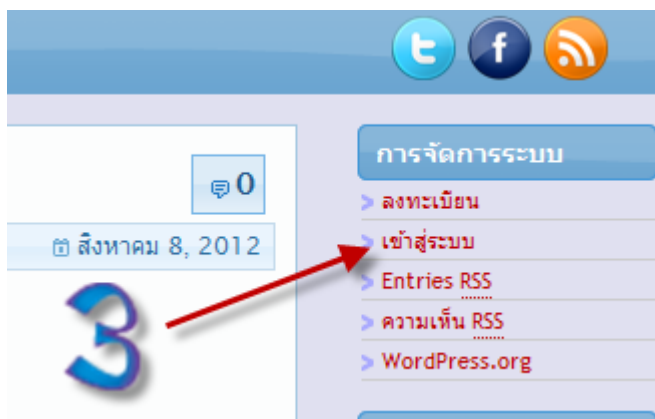 การจัดการระบบ
0
ลงทะเบียน
สิงหาคม 8, 2012
เข้าสู่ระบบ
Entries RSS
3
ความเห็น RSS
WordPress.org